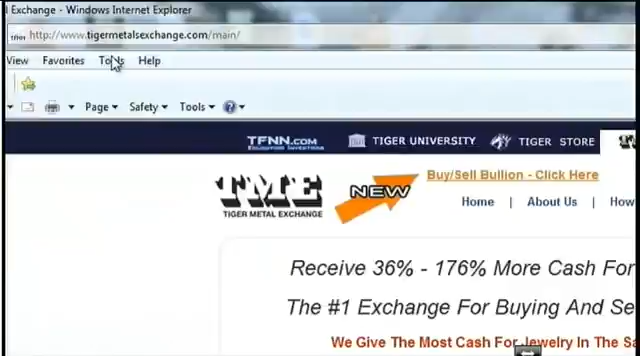 Exchange - Windows Internet Explorer
http://www.tigermetalsexchange.com/main/
View Favorites Tools Help
Page Safety Tools
TFNN.com TIGER UNIVERSITY TIGER STORE
EDUCATING INVESTORS
Buy/Sell Bullion - Click Here
TME NEW
Home | About Us | How
TIGER METAL EXCHANGE
Receive 36% - 176% More Cash For
The #1 Exchange For Buying And Se
We Give The Most Cash For Jewelry In The Sa